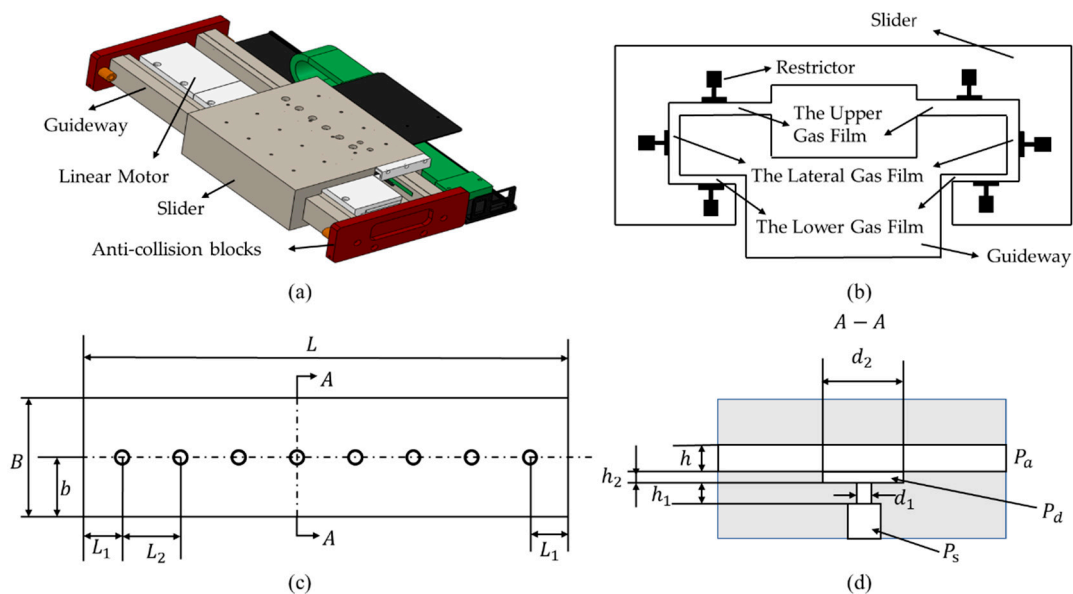 Guideway
Linear Motor
Slider
Anti-collision blocks
(a)
Slider
Restrictor
The Upper
Gas Film
The Lateral Gas Film
The Lower Gas Film
Guideway
(b)
L
A
B
b
A
L₁
L₂
L₁
(c)
A − A
d₂
h
Pₐ
h₂
h₁
d₁
P_d
Pₛ
(d)